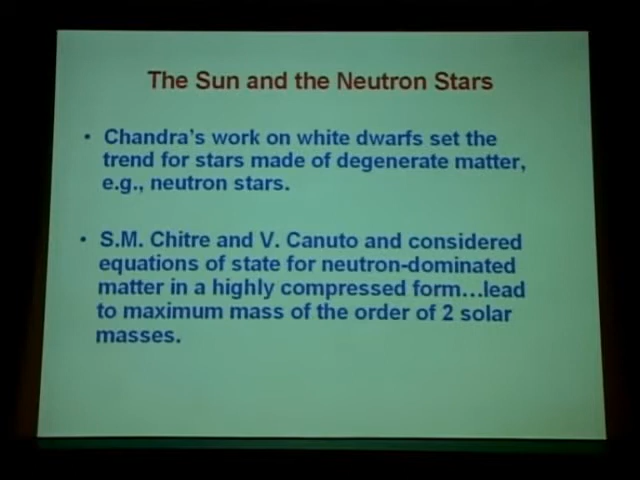 The Sun and the Neutron Stars
• Chandra's work on white dwarfs set the
trend for stars made of degenerate matter,
e.g., neutron stars.
• S.M. Chitre and V. Canuto and considered
equations of state for neutron-dominated
matter in a highly compressed form...lead
to maximum mass of the order of 2 solar
masses.